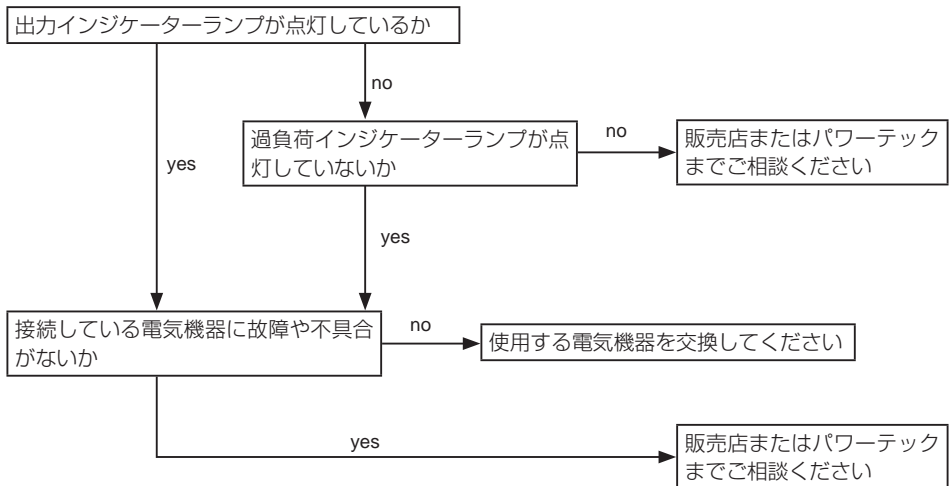 出力インジケーターランプが点灯しているか
no
過負荷インジケーターランプが点
灯していないか
no
販売店またはパワーテック
までご相談ください
yes
yes
接続している電気機器に故障や不具合
がないか
no
使用する電気機器を交換してください
yes
販売店またはパワーテック
までご相談ください